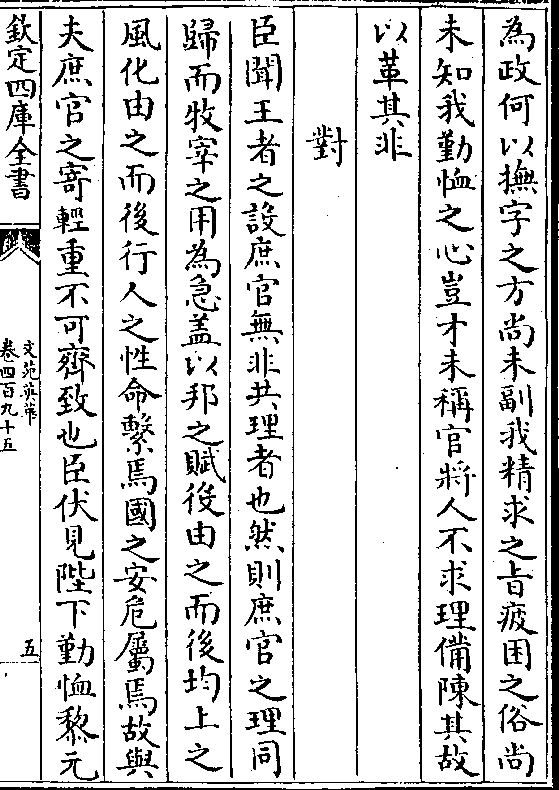 為政何以撫字之方尚未副我精求之㫖疲困之俗尚
未知我勤恤之心豈才未稱官將人不求理備陳其故
以革其非
對
臣聞王者之設庶官無非共理者也然則庶官之理同
歸而牧宰之用為急盖以邦之賦役由之而後均上之
風化由之而後行人之性命繫焉國之安危屬焉故與
夫庶官之寄輕重不可齊致也臣伏見陛下勤恤黎元
欽定四庫全書
文苑英華
卷四百九十五
五